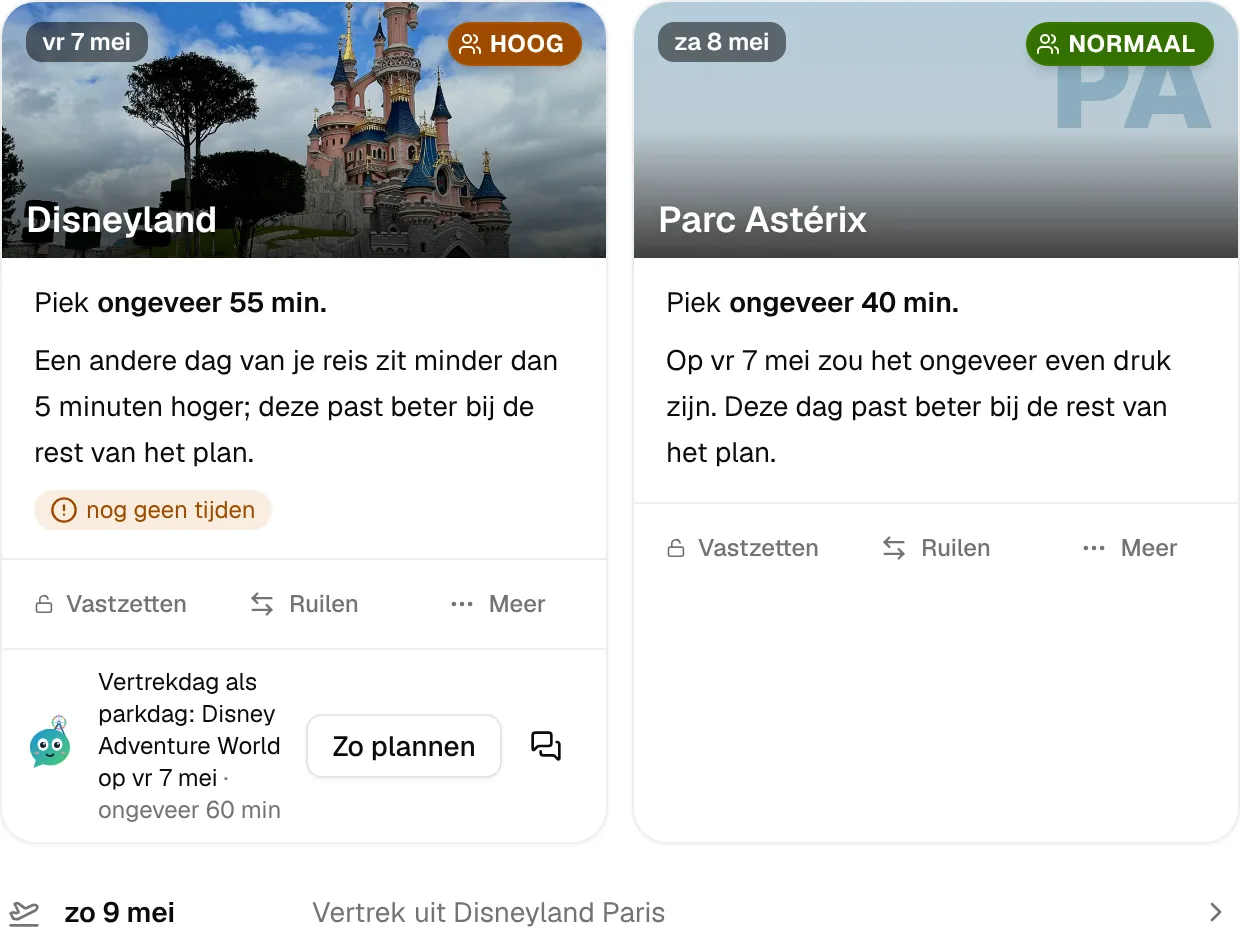 vr 7 mei
HOOG
Disneyland
Piek ongeveer 55 min.
Een andere dag van je reis zit minder dan
5 minuten hoger; deze past beter bij de
rest van het plan.
nog geen tijden
Vastzetten
Ruilen
Meer
Vertrekdag als
parkdag: Disney
Adventure World
op vr 7 mei ·
ongeveer 60 min
Zo plannen
za 8 mei
NORMAAL
PA
Parc Astérix
Piek ongeveer 40 min.
Op vr 7 mei zou het ongeveer even druk
zijn. Deze dag past beter bij de rest van
het plan.
Vastzetten
Ruilen
Meer
zo 9 mei
Vertrek uit Disneyland Paris